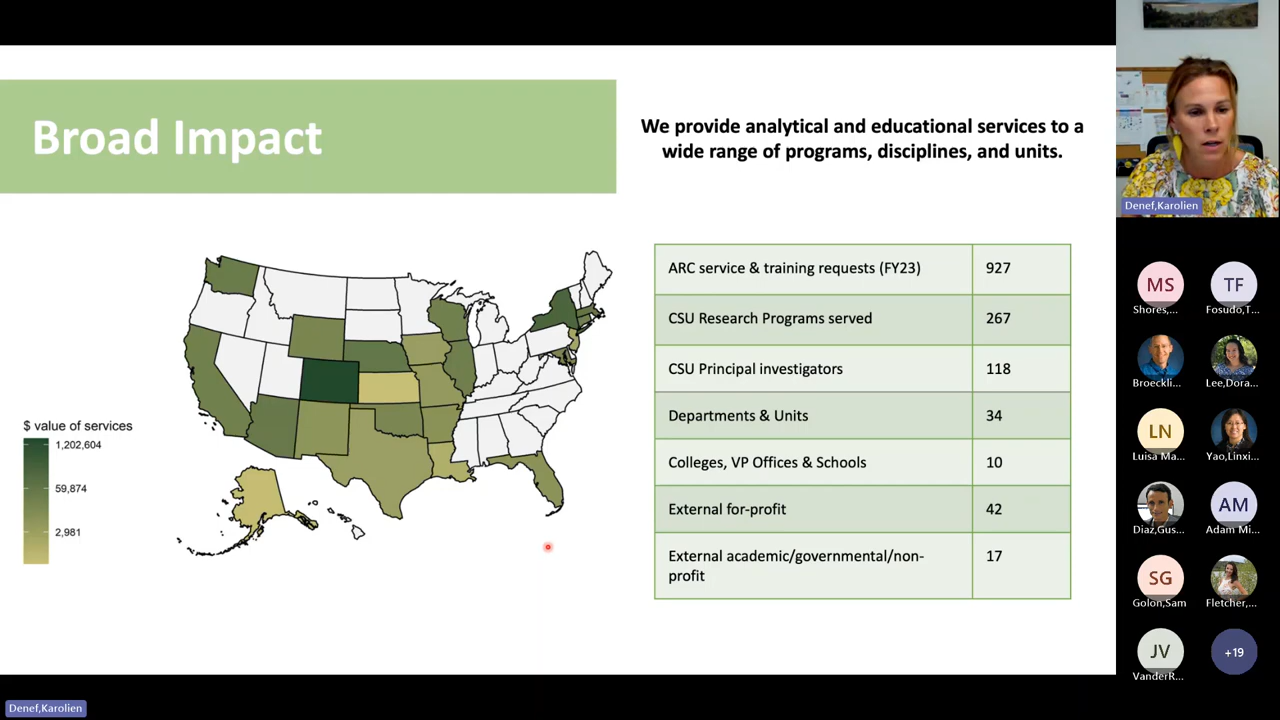 Broad Impact
We provide analytical and educational services to a
wide range of programs, disciplines, and units.
$ value of services
1,202,604
59,874
2,981
ARC service & training requests (FY23) 927
CSU Research Programs served 267
CSU Principal investigators 118
Departments & Units 34
Colleges, VP Offices & Schools 10
External for-profit 42
External academic/governmental/non-
profit 17
Denef,Karolien
MS
Shores,...
TF
Fosudo,T...
Broeckli...
Lee,Dora...
LN
Luisa Ma...
Yao,Linxi...
Diaz,Gus...
AM
Adam Mi...
SG
Golon,Sam
Fletcher,...
JV
VanderR...
+19
Denef,Karolien